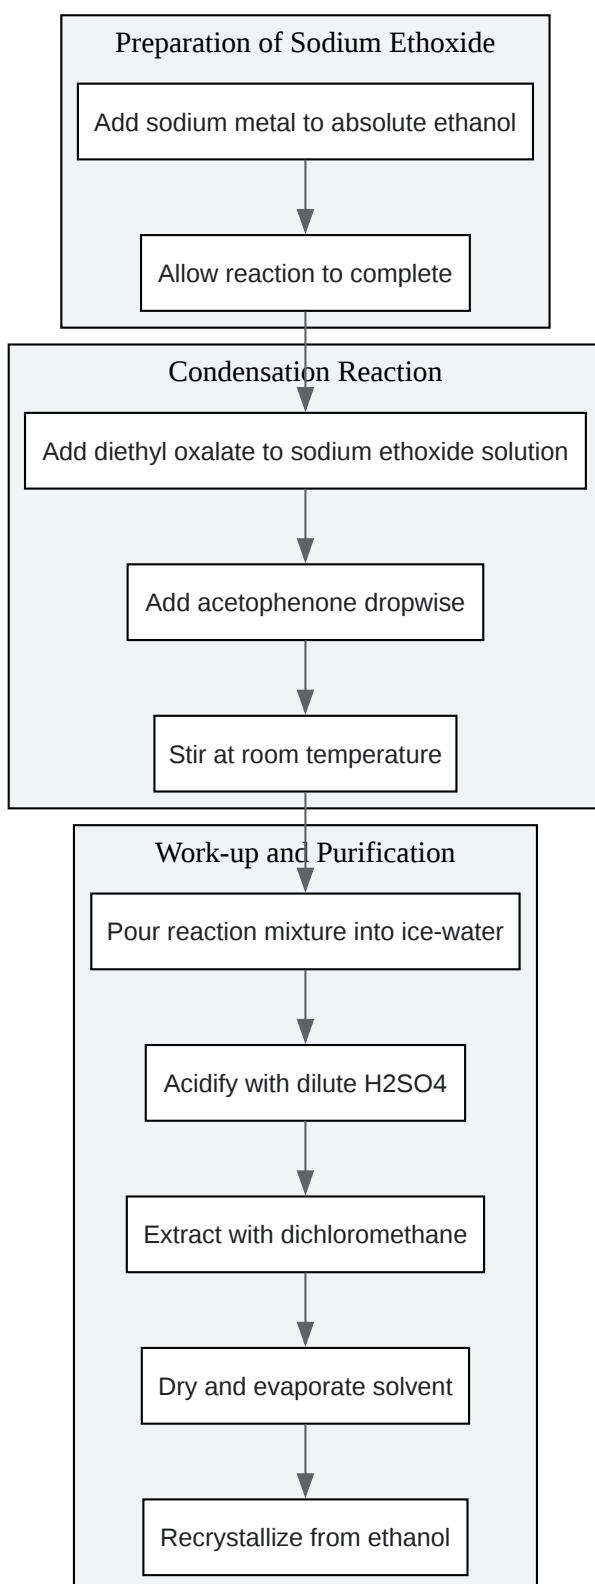 Preparation of Sodium Ethoxide
Add sodium metal to absolute ethanol
Allow reaction to complete
Condensation Reaction
Add diethyl oxalate to sodium ethoxide solution
Add acetophenone dropwise
Stir at room temperature
Work-up and Purification
Pour reaction mixture into ice-water
Acidify with dilute H2SO4
Extract with dichloromethane
Dry and evaporate solvent
Recrystallize from ethanol